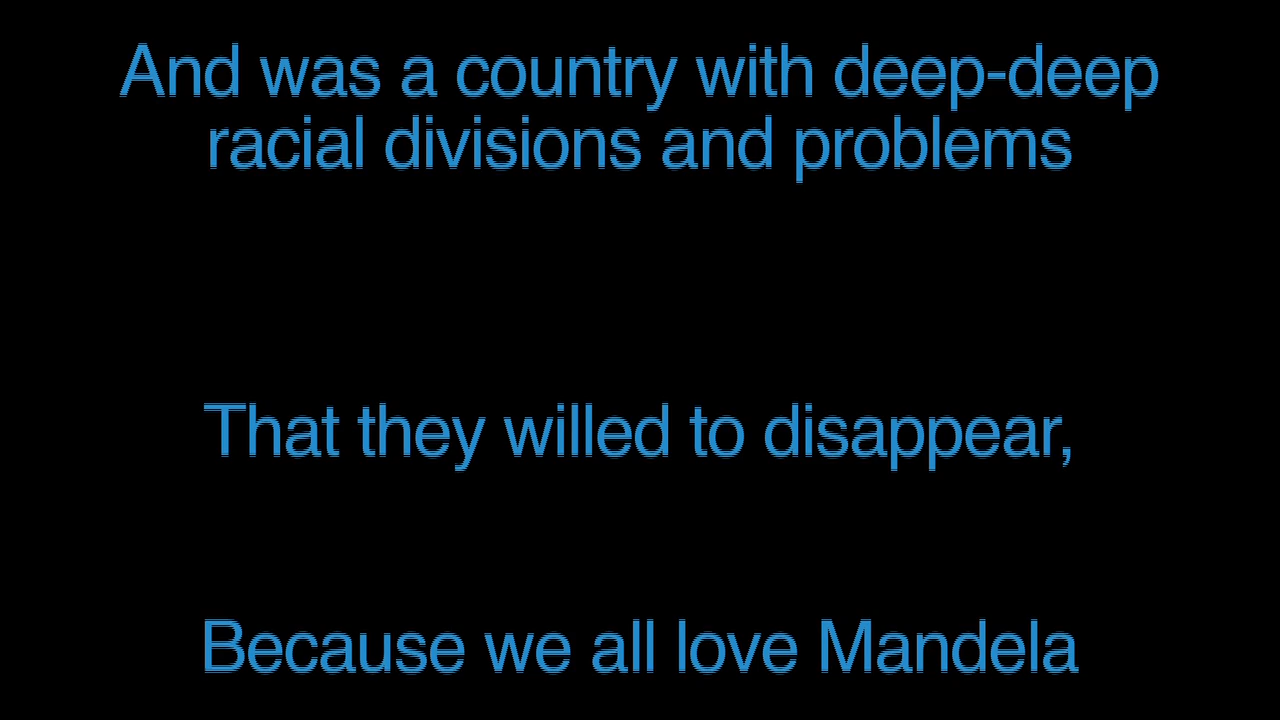 And was a country with deep-deep
racial divisions and problems
That they willed to disappear,
Because we all love Mandela